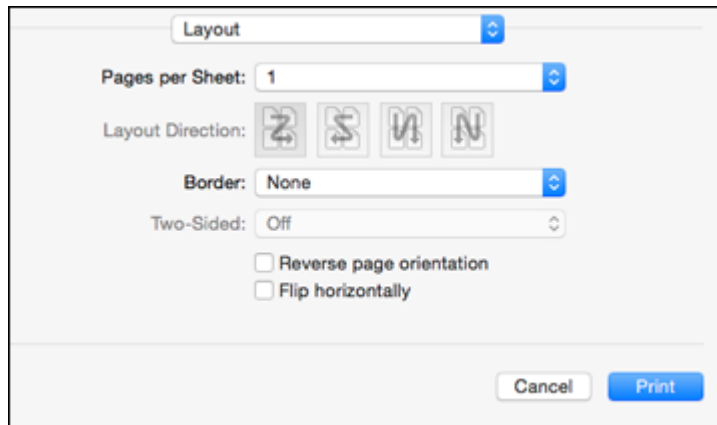 Layout
Pages per Sheet: 1
Layout Direction:
Border: None
Two-Sided: Off
Reverse page orientation
Flip horizontally
Cancel Print